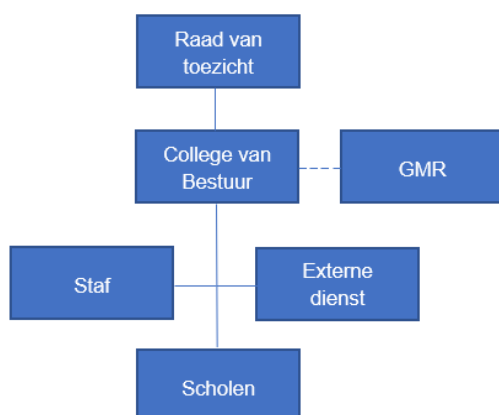 Raad van
toezicht
College van
Bestuur
GMR
Staf
Externe
dienst
Scholen